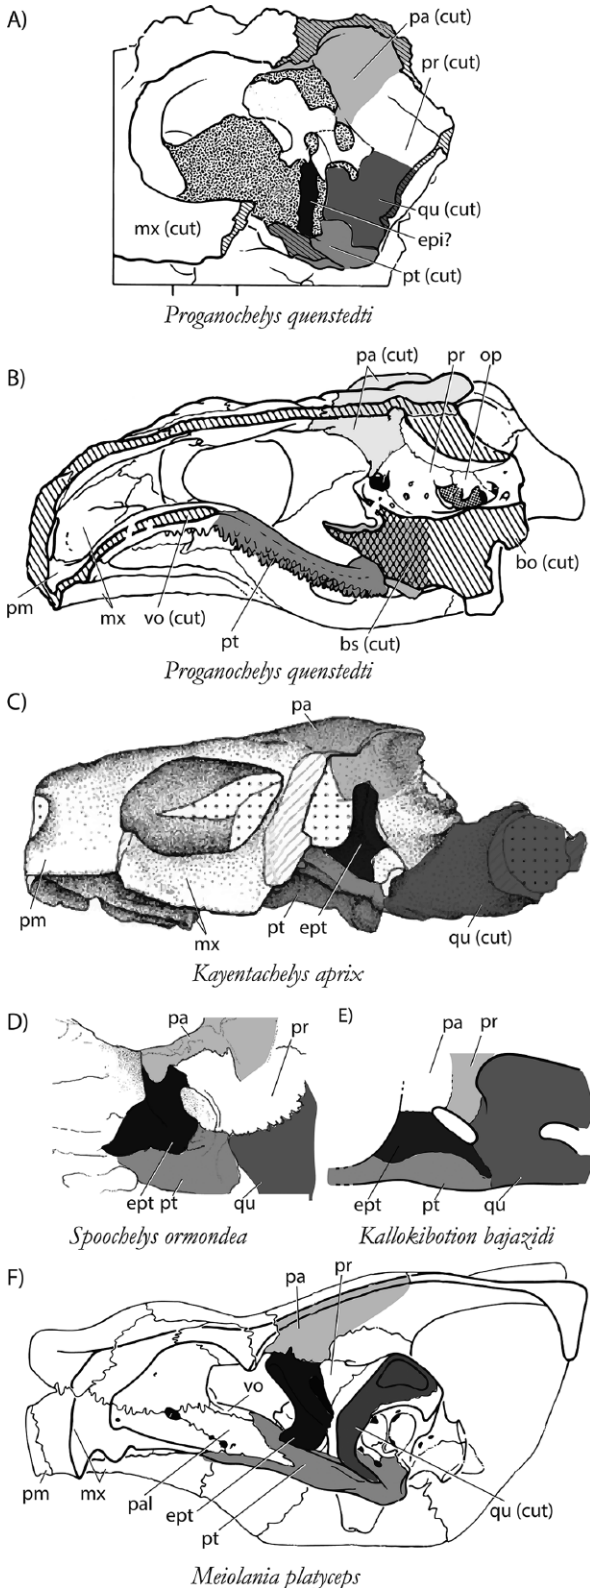 A)
pa (cut)
pr (cut)
mx (cut)
qu (cut)
epi?
pt (cut)
Proganochelys quenstedti
B)
pa (cut)
pr
op
bo (cut)
pm
mx
vo (cut)
pt
bs (cut)
Proganochelys quenstedti
C)
pa
pm
mx
pt
ept
qu (cut)
Kayentachelys aprix
D)
pa
pr
ept
pt
qu
Spoochelys ormondea
E)
pa
pr
ept
pt
qu
Kallokibotion bajazidi
F)
pa
pr
vo
pm
mx
pal
ept
pt
qu (cut)
Meiolania platyceps